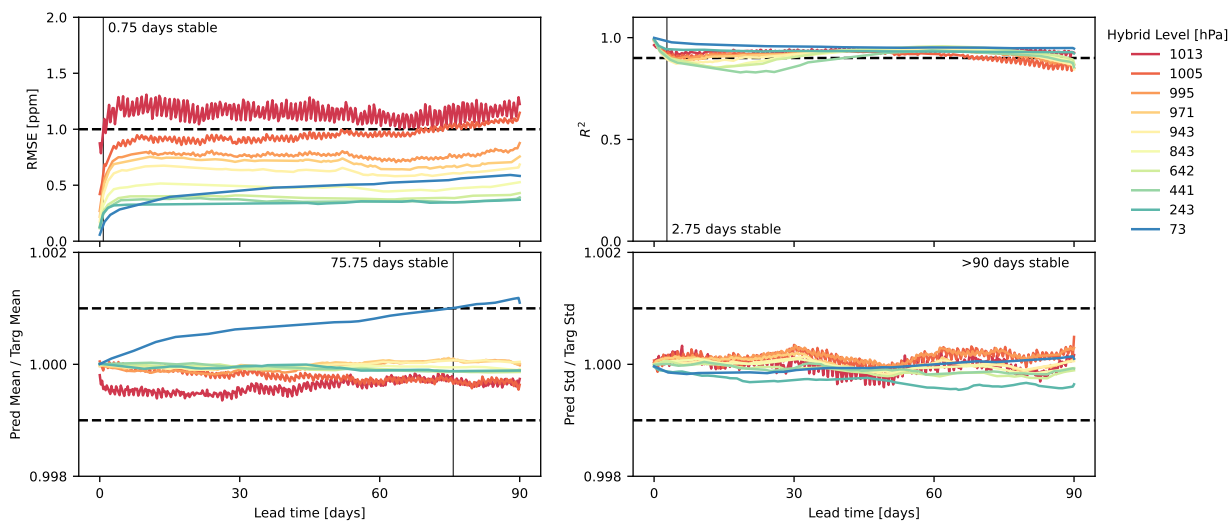 2.0
1.5
1.0
0.5
0.0
RMSE [ppm]
0.75 days stable
1.0
0.5
0.0
R²
2.75 days stable
Hybrid Level [hPa]
1013
1005
995
971
943
843
642
441
243
73
1.002
1.000
0.998
Pred Mean / Targ Mean
75.75 days stable
0
30
60
90
Lead time [days]
1.002
1.000
0.998
Pred Std / Targ Std
>90 days stable
0
30
60
90
Lead time [days]